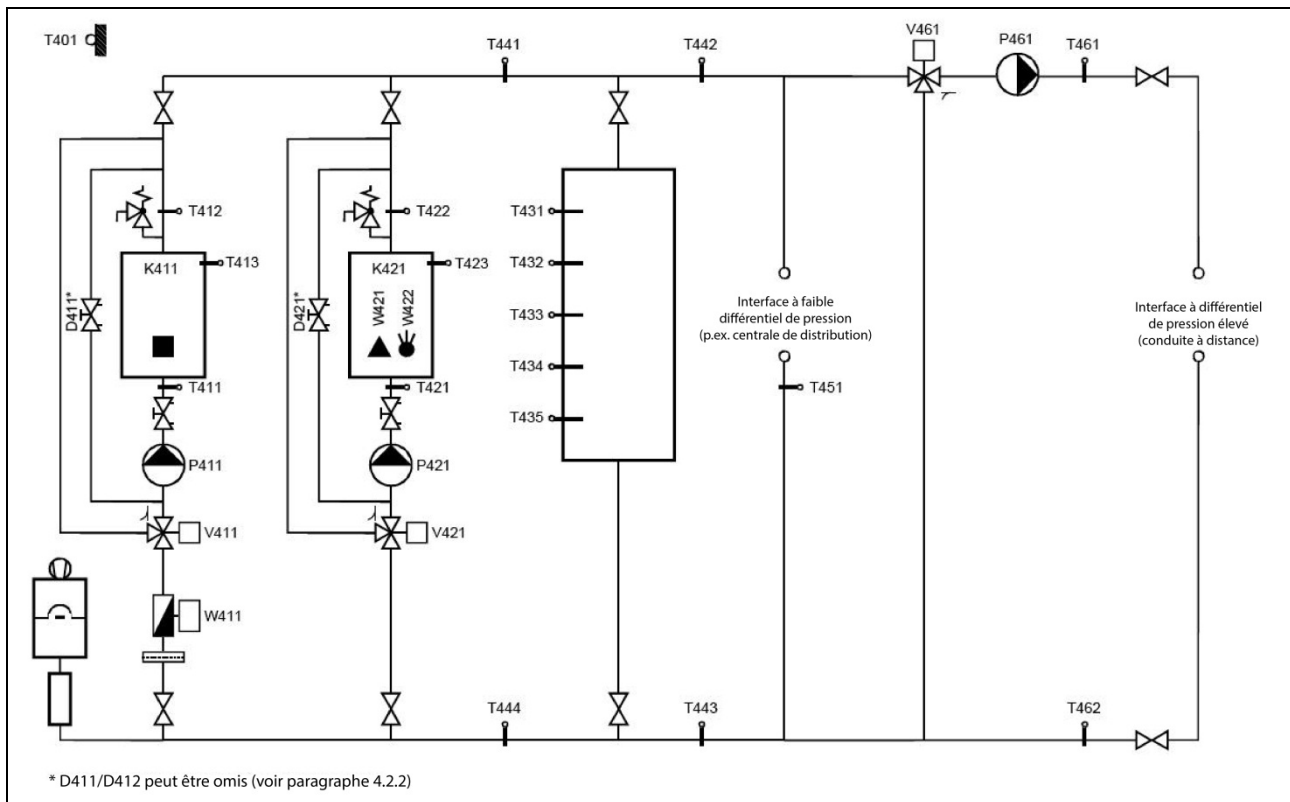 T401
T441
T442
V461
P461
T461
T412
T422
T431
K411
T413
K421
T423
T432
D411*
D421*
W421
W422
T433
Interface à faible
différentiel de pression
(p.ex. centrale de distribution)
Interface à différentiel
de pression élevé
(conduite à distance)
T411
T421
T434
T451
T435
P411
P421
V411
V421
W411
T444
T443
T462
* D411/D412 peut être omis (voir paragraphe 4.2.2)